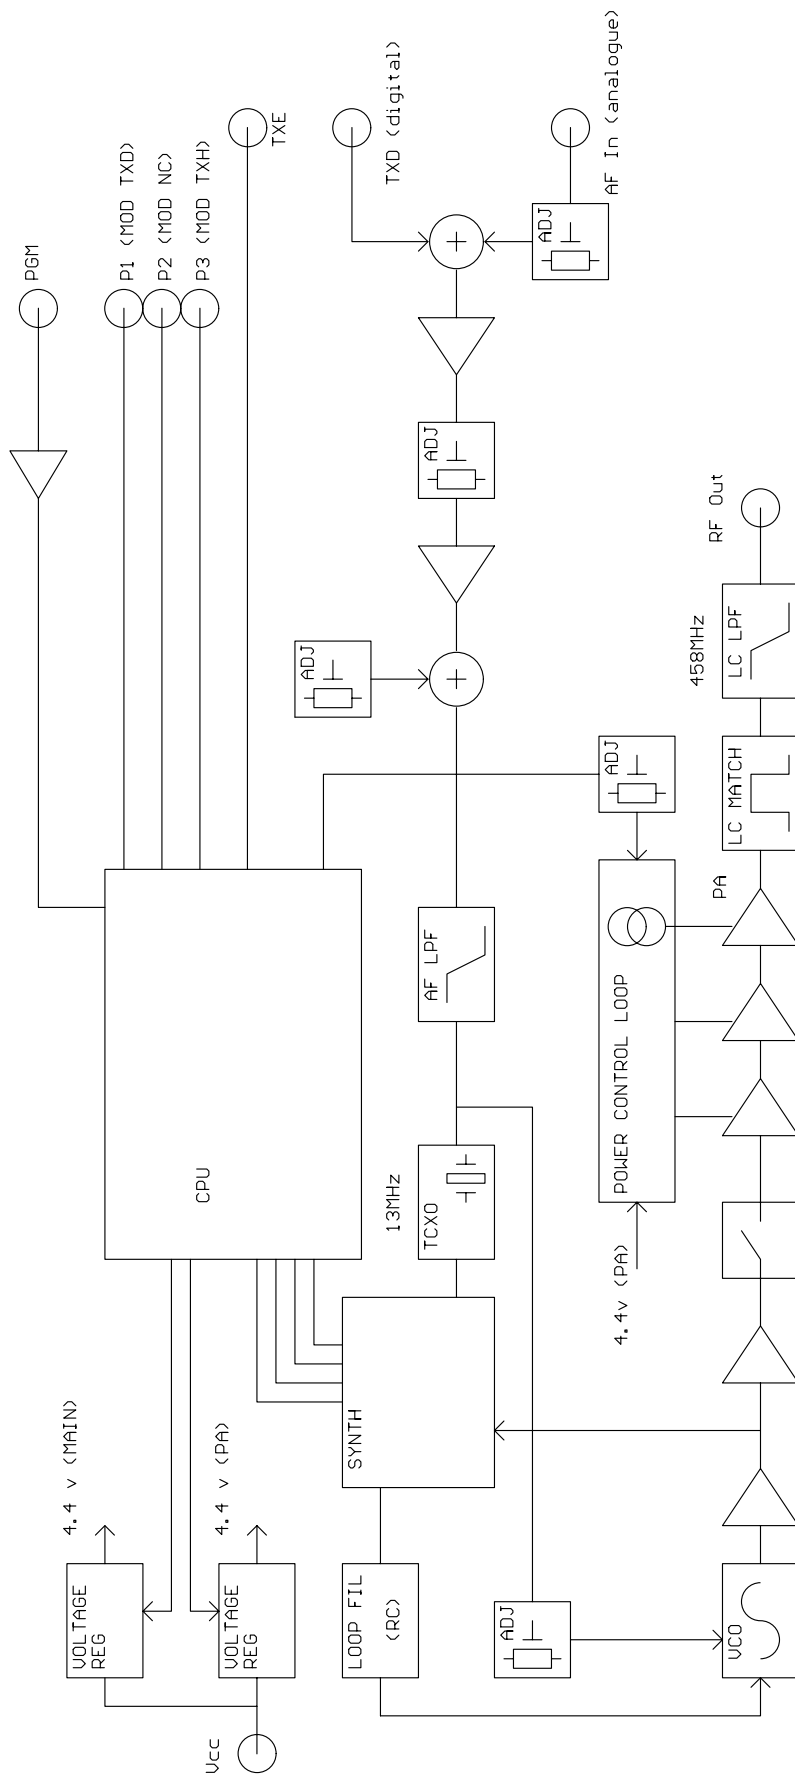 Vcc
VOLTAGE
REG
4.4 v (MAIN)
VOLTAGE
REG
4.4 v (PA)
CPU
PGM
P1 (MOD TXD)
P2 (MOD NC)
P3 (MOD TXH)
TXE
LOOP FIL
(RC)
SYNTH
13MHz
TCXO
AF LPF
ADJ
ADJ
TXD (digital)
ADJ
AF In (analogue)
ADJ
4.4v (PA)
POWER CONTROL LOOP
ADJ
VCO
PA
LC MATCH
458MHz
LC LPF
RF Out